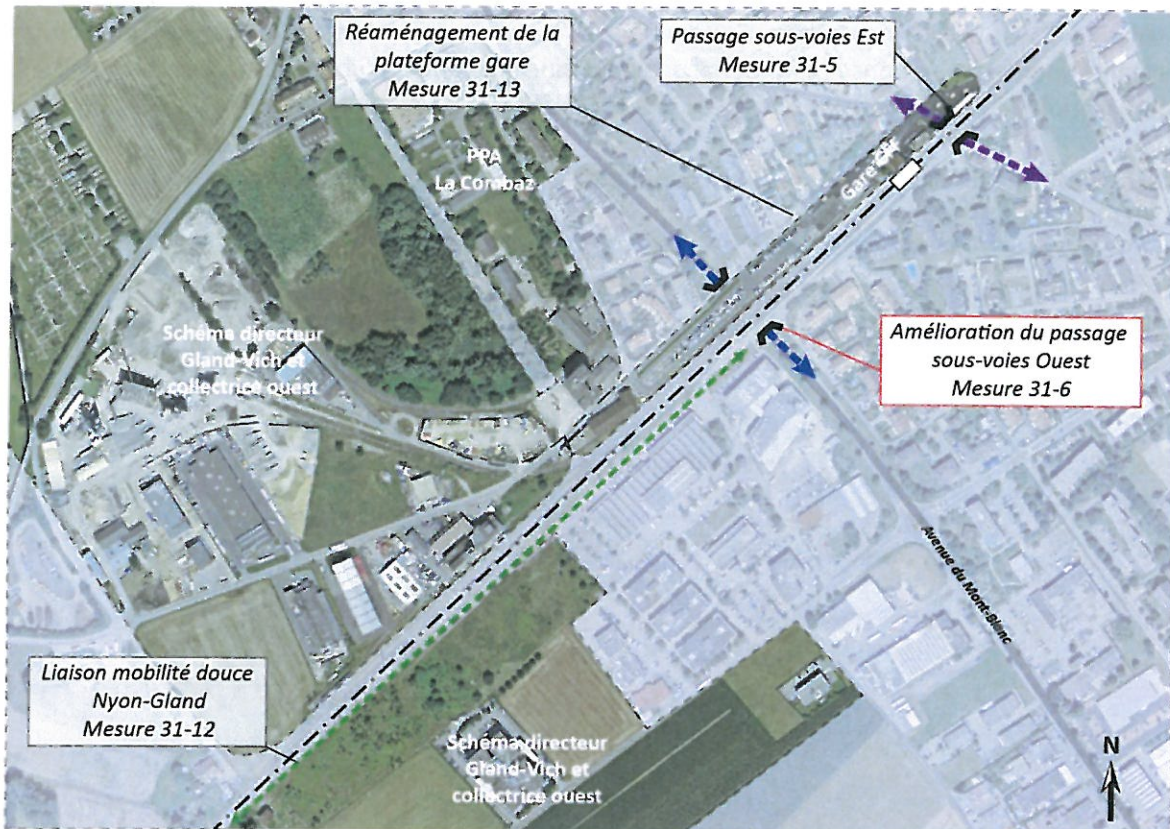 Réaménagement de la
plateforme gare
Mesure 31-13
Passage sous-voies Est
Mesure 31-5
PPA
La Combaz
Gare CFF
Schéma directeur
Gland-Vich et
collectrice ouest
Amélioration du passage
sous-voies Ouest
Mesure 31-6
Avenue du Mont-Blanc
Liaison mobilité douce
Nyon-Gland
Mesure 31-12
Schéma directeur
Gland-Vich et
collectrice ouest
N